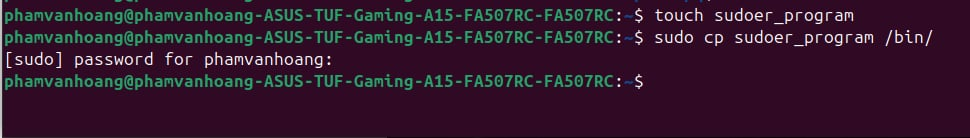 phamvanhoang@phamvanhoang-ASUS-TUF-Gaming-A15-FA507RC-FA507RC:~$ touch sudoer_program
phamvanhoang@phamvanhoang-ASUS-TUF-Gaming-A15-FA507RC-FA507RC:~$ sudo cp sudoer_program /bin/
[sudo] password for phamvanhoang:
phamvanhoang@phamvanhoang-ASUS-TUF-Gaming-A15-FA507RC-FA507RC:~$